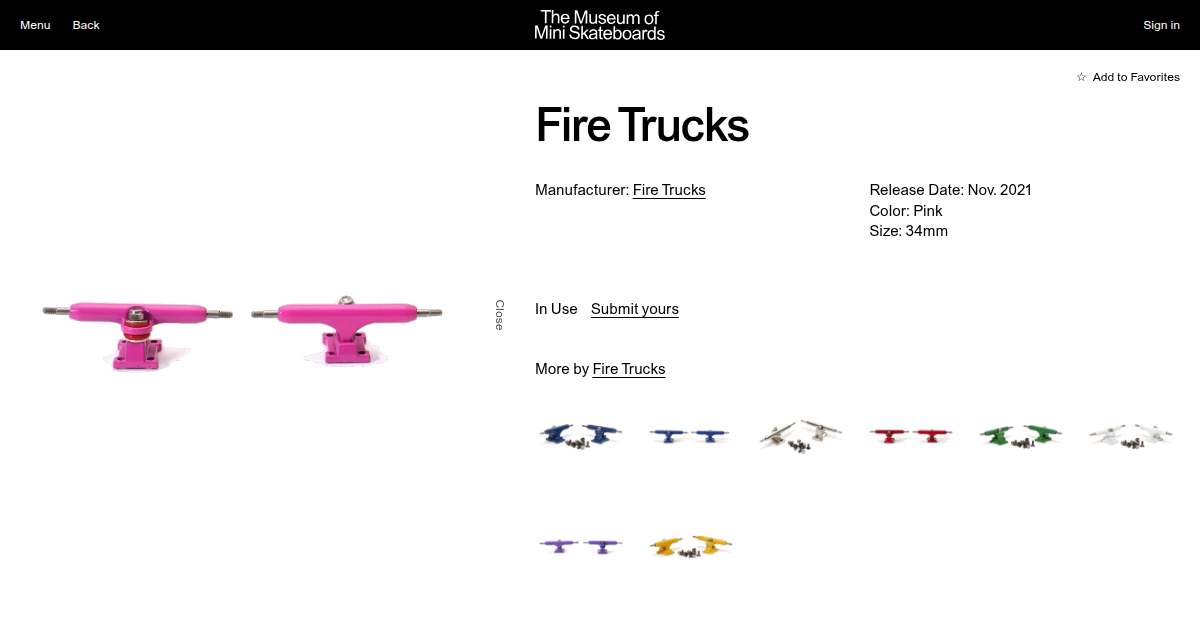 Menu Back
The Museum of
Mini Skateboards
Sign in
☆ Add to Favorites
Fire Trucks
Manufacturer: Fire Trucks
Release Date: Nov. 2021
Color: Pink
Size: 34mm
Close
In Use Submit yours
More by Fire Trucks